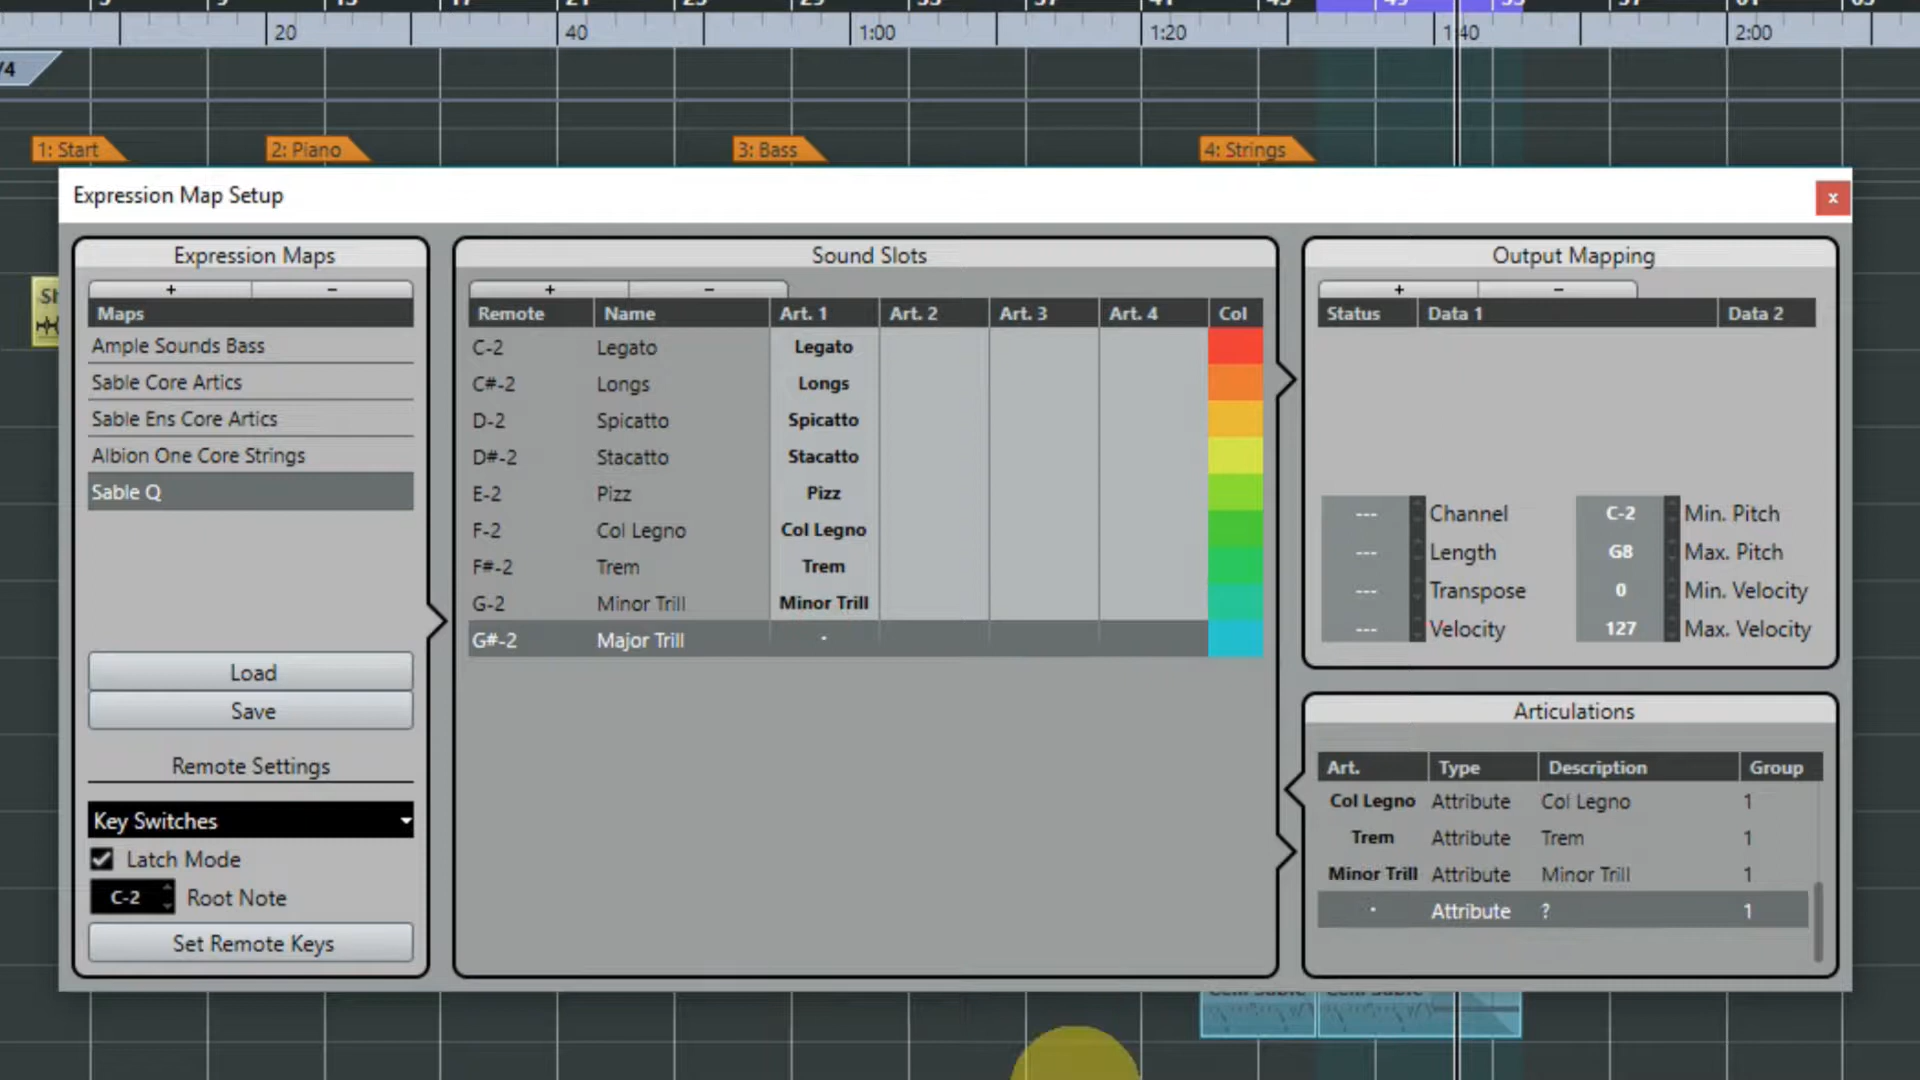 20 40 1:00 1:20 1:40 2:00
/4
1: Start 2: Piano 3: Bass 4: Strings
Expression Map Setup x
Expression Maps
+ −
Maps
Ample Sounds Bass
Sable Core Artics
Sable Ens Core Artics
Albion One Core Strings
Sable Q
Load
Save
Remote Settings
Key Switches
Latch Mode
C-2 Root Note
Set Remote Keys
Sound Slots
+ −
Remote Name Art. 1 Art. 2 Art. 3 Art. 4 Col
C-2 Legato Legato
C#-2 Longs Longs
D-2 Spicatto Spicatto
D#-2 Stacatto Stacatto
E-2 Pizz Pizz
F-2 Col Legno Col Legno
F#-2 Trem Trem
G-2 Minor Trill Minor Trill
G#-2 Major Trill .
Output Mapping
+ −
Status Data 1 Data 2
--- Channel C-2 Min. Pitch
--- Length G8 Max. Pitch
--- Transpose 0 Min. Velocity
--- Velocity 127 Max. Velocity
Articulations
Art. Type Description Group
Col Legno Attribute Col Legno 1
Trem Attribute Trem 1
Minor Trill Attribute Minor Trill 1
. Attribute ? 1